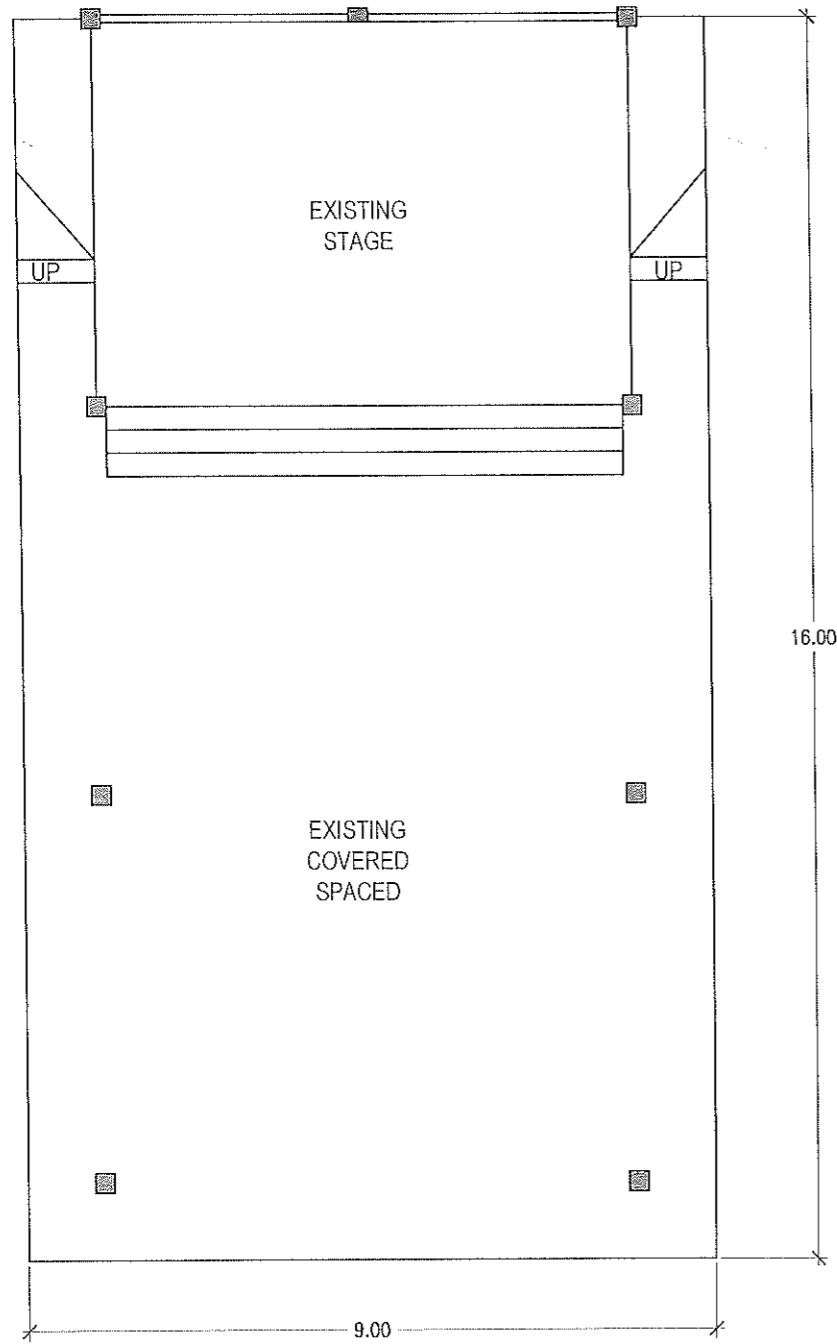 EXISTING
STAGE
UP
UP
16.00
EXISTING
COVERED
SPACED
9.00